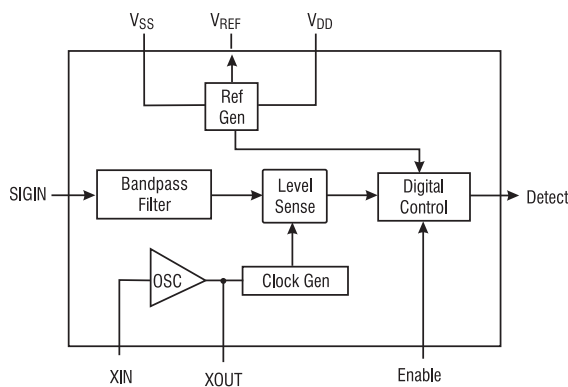 VSS VREF VDD
Ref
Gen
SIGIN
Bandpass
Filter
Level
Sense
Digital
Control
Detect
OSC
Clock Gen
XIN
XOUT
Enable